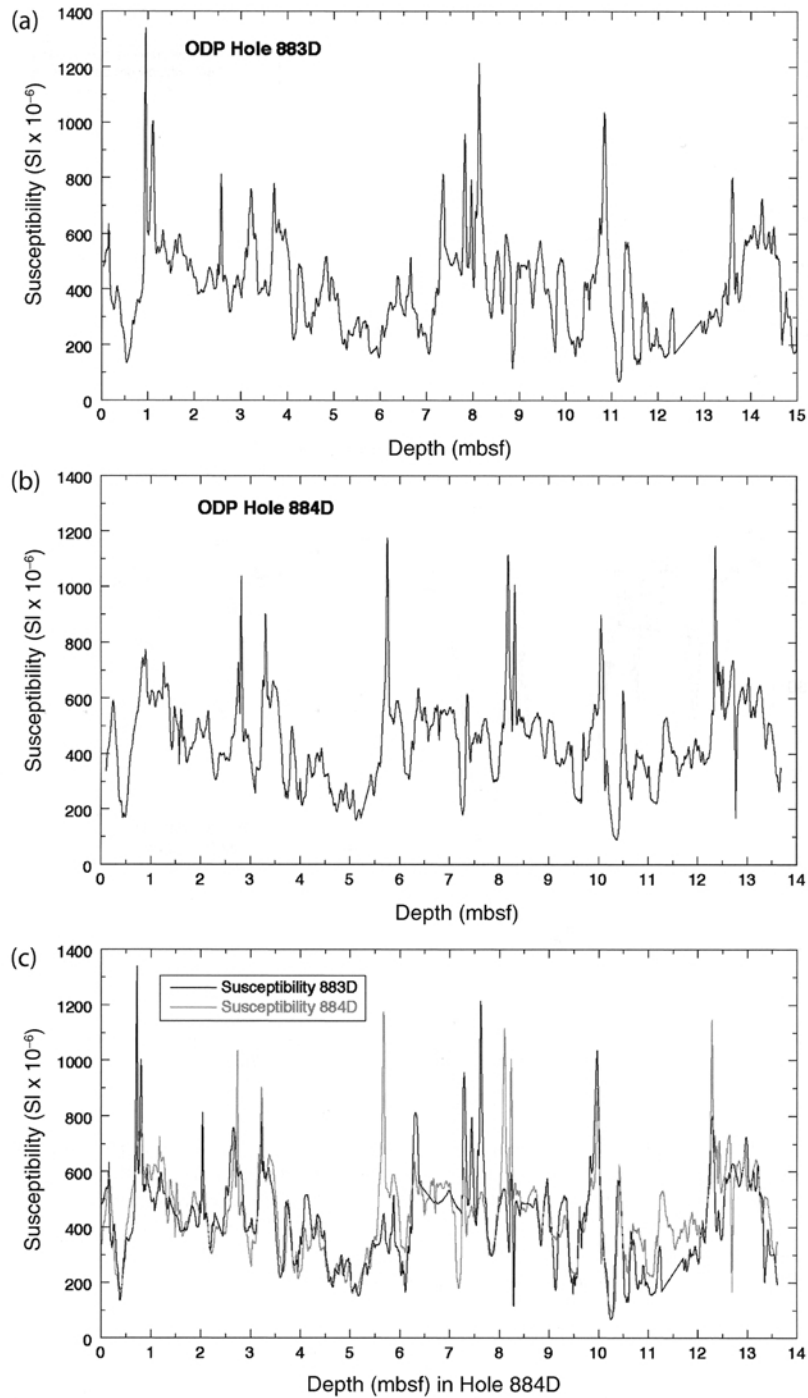 (a)
ODP Hole 883D
Susceptibility (SI x 10⁻⁶)
1400
1200
1000
800
600
400
200
0
0 1 2 3 4 5 6 7 8 9 10 11 12 13 14 15
Depth (mbsf)
(b)
ODP Hole 884D
Susceptibility (SI x 10⁻⁶)
1400
1200
1000
800
600
400
200
0
0 1 2 3 4 5 6 7 8 9 10 11 12 13 14
Depth (mbsf)
(c)
Susceptibility 883D
Susceptibility 884D
Susceptibility (SI x 10⁻⁶)
1400
1200
1000
800
600
400
200
0
0 1 2 3 4 5 6 7 8 9 10 11 12 13 14
Depth (mbsf) in Hole 884D